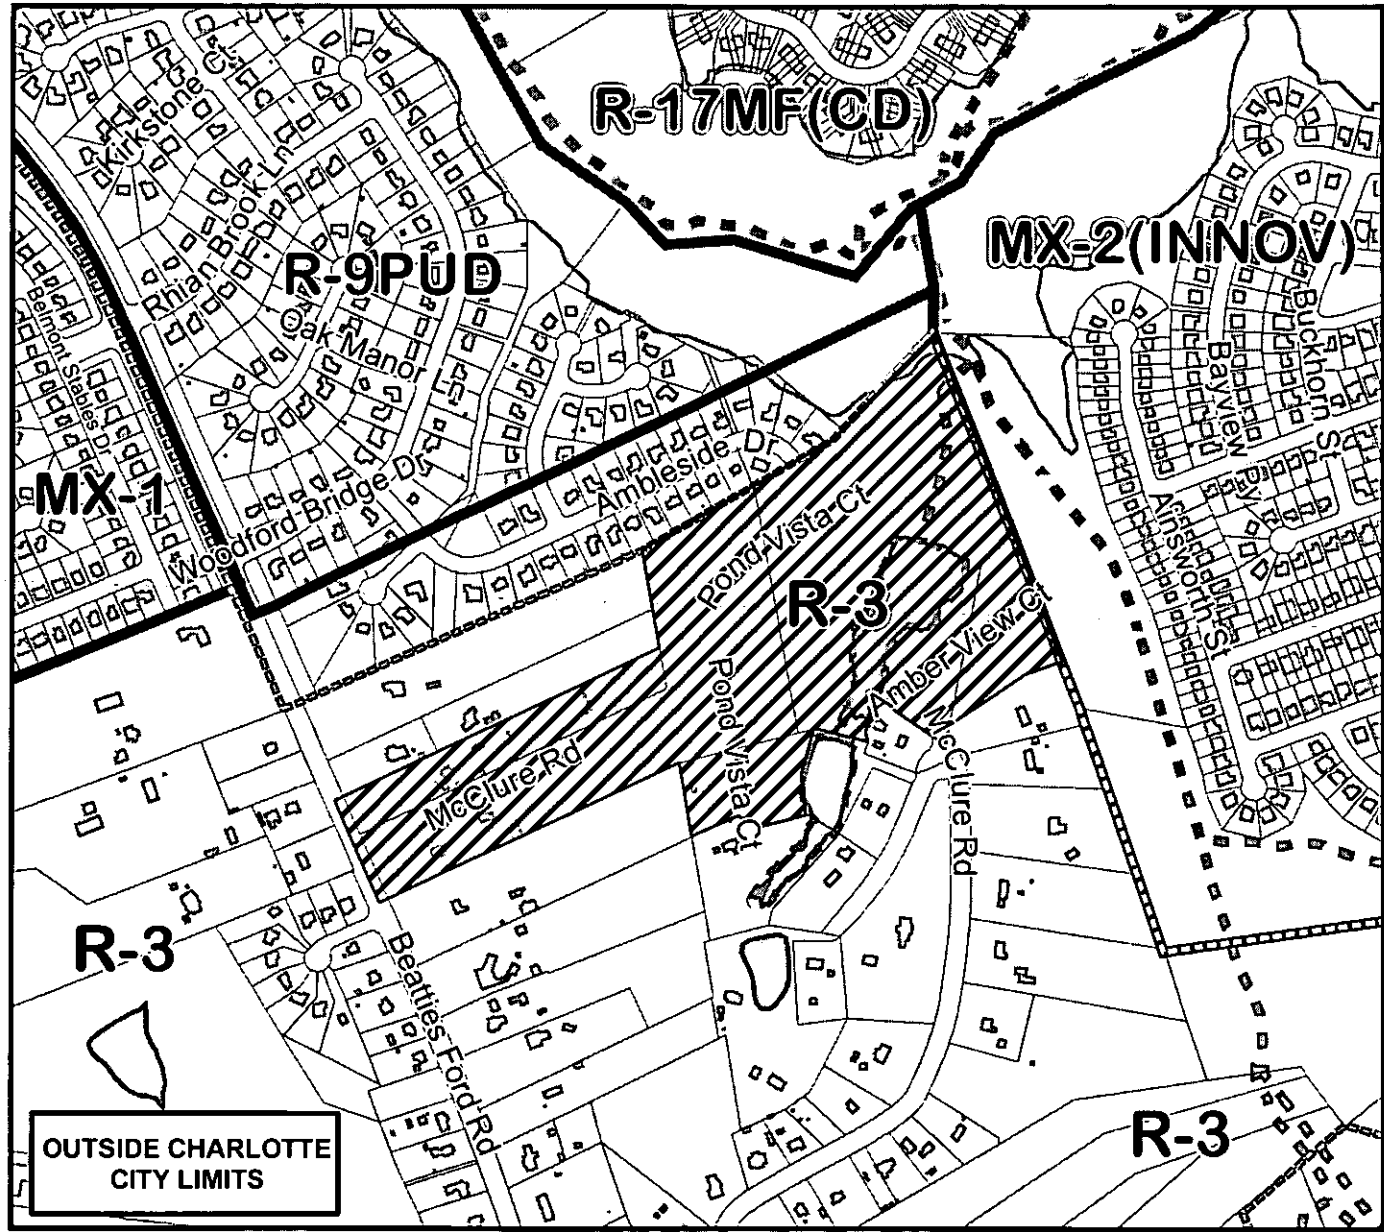 Kirkstone Ct
R-17MF(CD)
Rhian Brook Ln
R-9PUD
MX-2(INNOV)
Belmont Stables Dr
Oak Manor Ln
Buckhorn St
Bayview Py
MX-1
Woodford Bridge Dr
Ambleside Dr
Ainsworth St
Pond Vista Ct
R-3
Amber View Ct
Pond Vista Ct
McClure Rd
McClure Rd
R-3
Beatties Ford Rd
R-3
OUTSIDE CHARLOTTE
CITY LIMITS